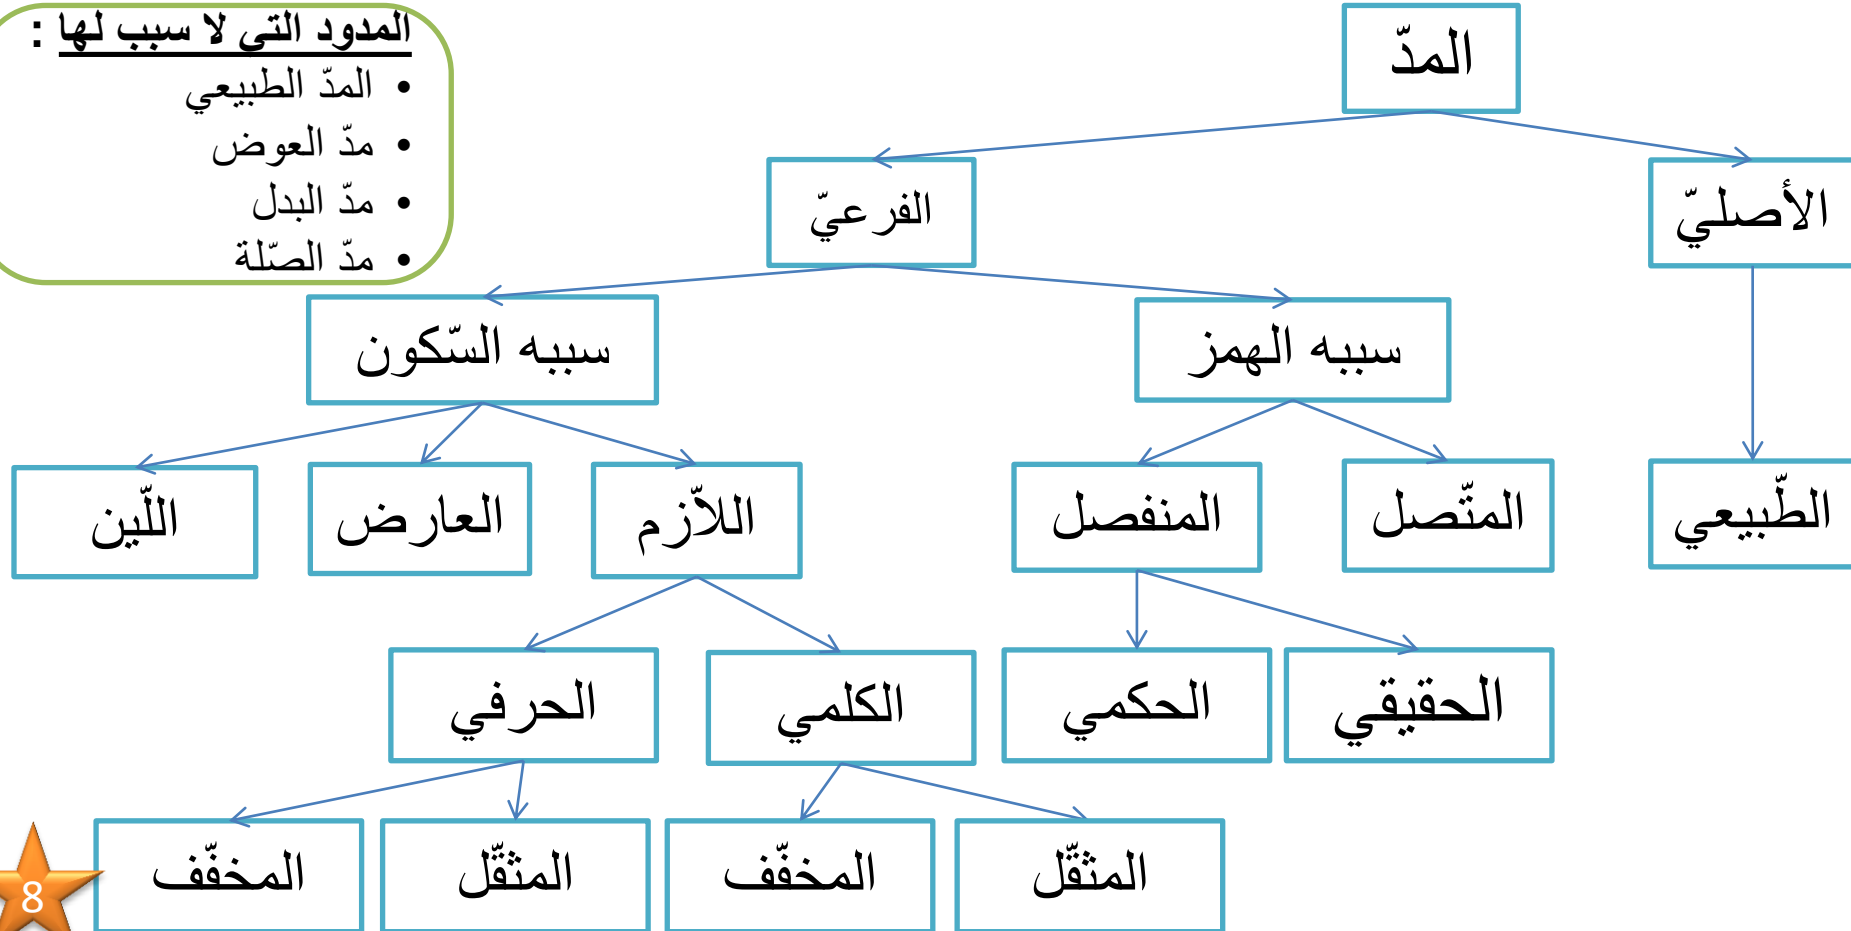 المدود التي لا سبب لها :
• المدّ الطبيعي
• مدّ العوض
• مدّ البدل
• مدّ الصّلة
المدّ
الأصليّ
الفرعيّ
سببه الهمز
سببه السّكون
الطّبيعي
المتّصل
المنفصل
اللاّزم
العارض
اللّين
الحقيقي
الحكمي
الكلمي
الحرفي
المثقّل
المخفّف
المثقّل
المخفّف
8